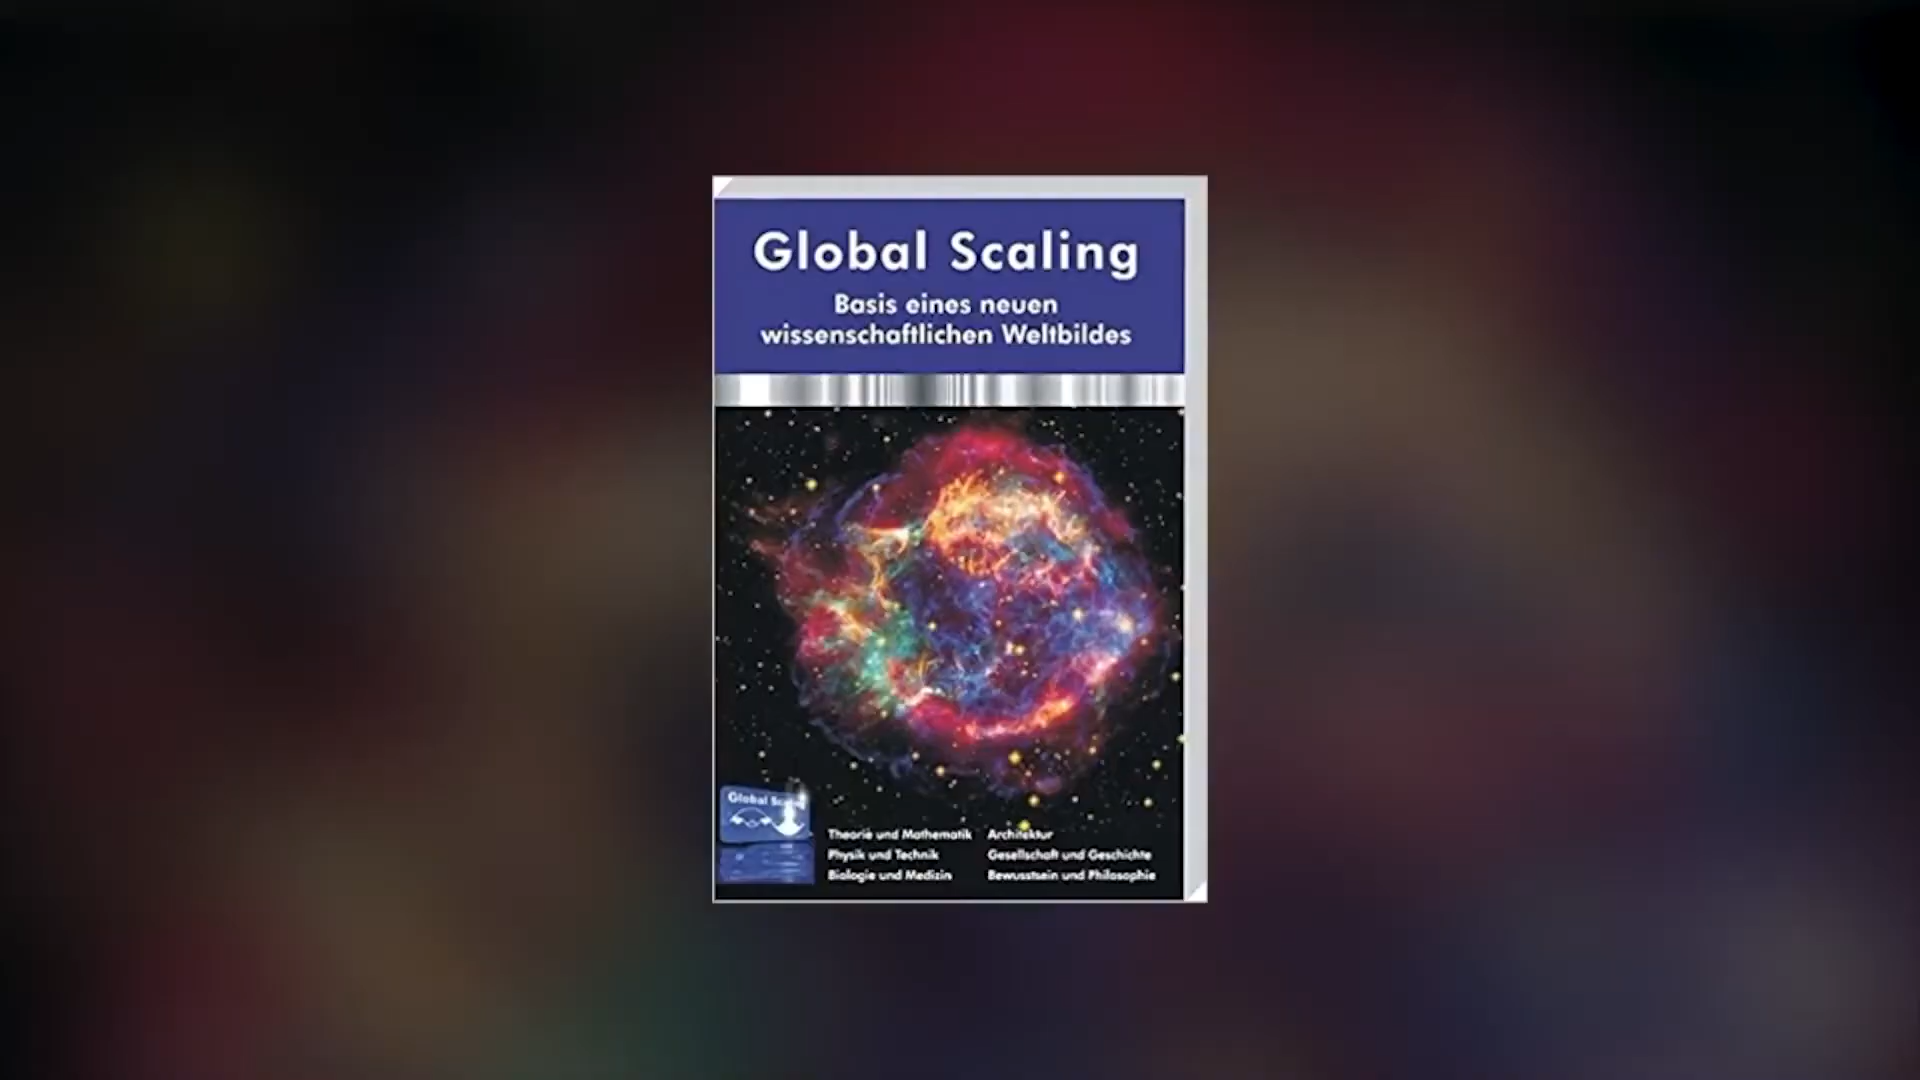 Global Scaling
Basis eines neuen
wissenschaftlichen Weltbildes
Global
Theorie und Mathematik
Physik und Technik
Biologie und Medizin
Architektur
Gesellschaft und Geschichte
Bewusstsein und Philosophie